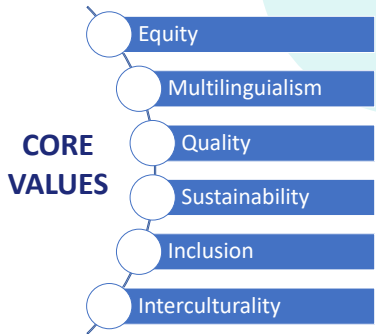 CORE
VALUES
Equity
Multilinguialism
Quality
Sustainability
Inclusion
Interculturality